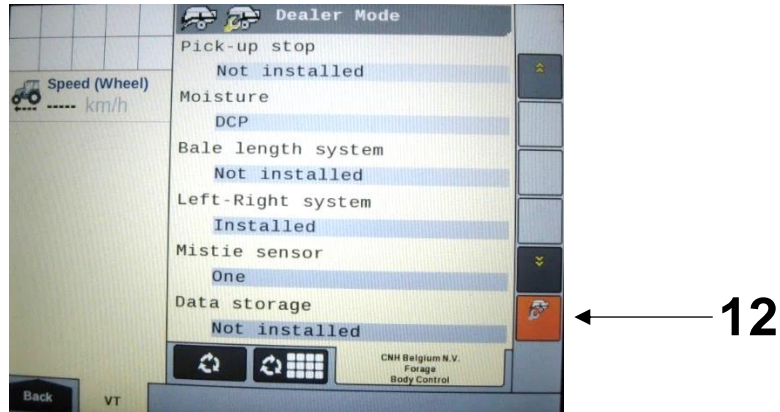 Dealer Mode
Pick-up stop
Not installed
Speed (Wheel)
----- km/h
Moisture
DCP
Bale length system
Not installed
Left-Right system
Installed
Mistie sensor
One
Data storage
Not installed
12
CNH Belgium N.V.
Forage
Body Control
Back
VT